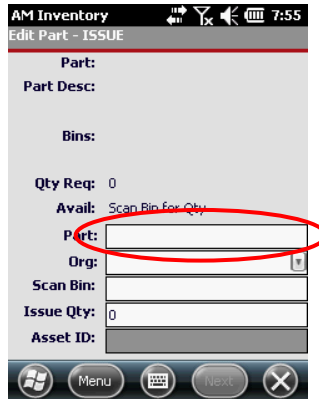 AM Inventory 7:55
Edit Part - ISSUE
Part:
Part Desc:
Bins:
Qty Req: 0
Avail: Scan Bin for Qty
Part:
Org:
Scan Bin:
Issue Qty: 0
Asset ID:
Menu Next